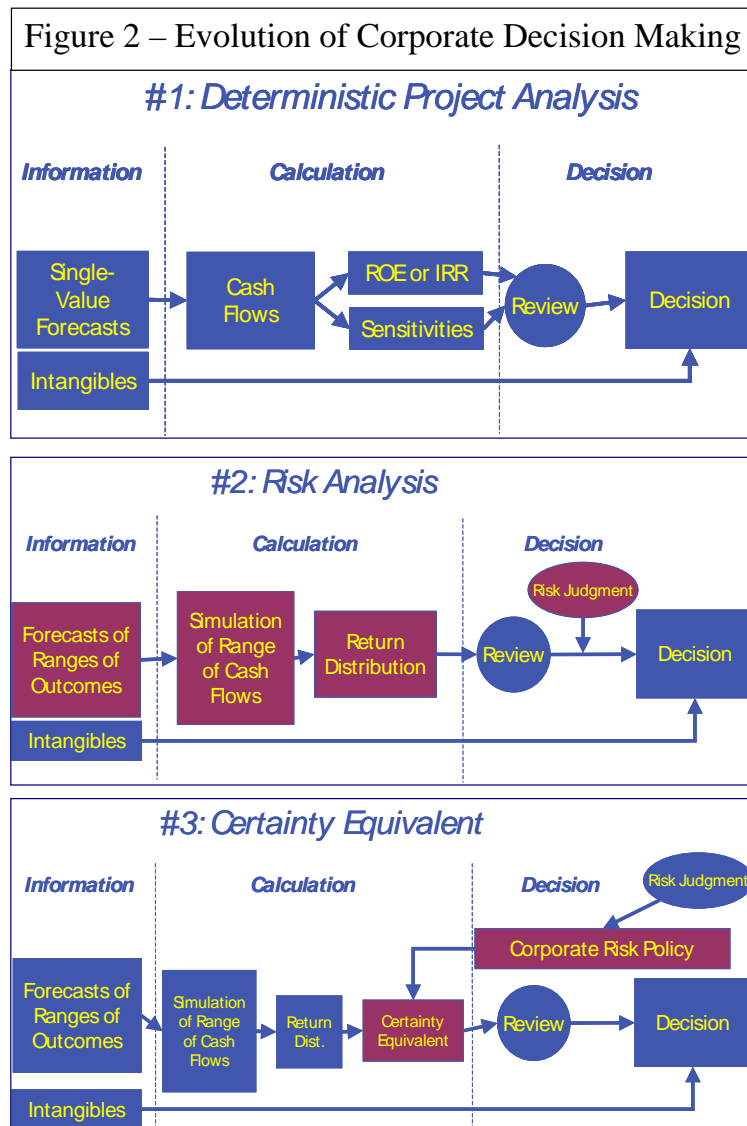 Figure 2 – Evolution of Corporate Decision Making
#1: Deterministic Project Analysis
Information
Calculation
Decision
Single-
Value
Forecasts
Cash
Flows
ROE or IRR
Sensitivities
Review
Decision
Intangibles
#2: Risk Analysis
Information
Calculation
Decision
Risk Judgment
Forecasts of
Ranges of
Outcomes
Simulation
of Range
of Cash
Flows
Return
Distribution
Review
Decision
Intangibles
#3: Certainty Equivalent
Information
Calculation
Decision
Risk Judgment
Corporate Risk Policy
Forecasts of
Ranges of
Outcomes
Simulation
of Range
of Cash
Flows
Return
Dist.
Certainty
Equivalent
Review
Decision
Intangibles